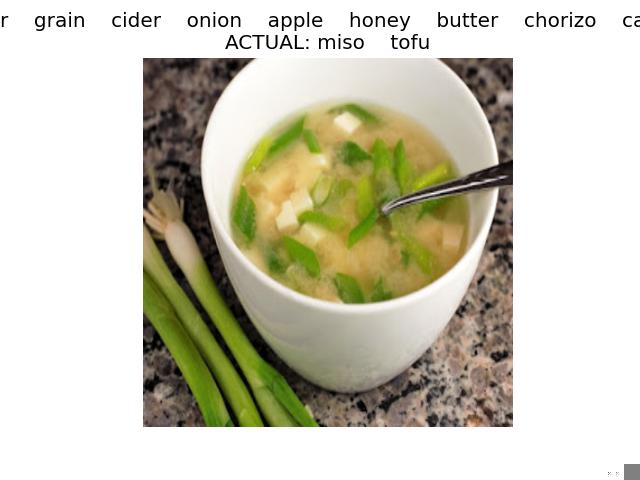 grain cider onion apple honey butter chorizo
ACTUAL: miso tofu